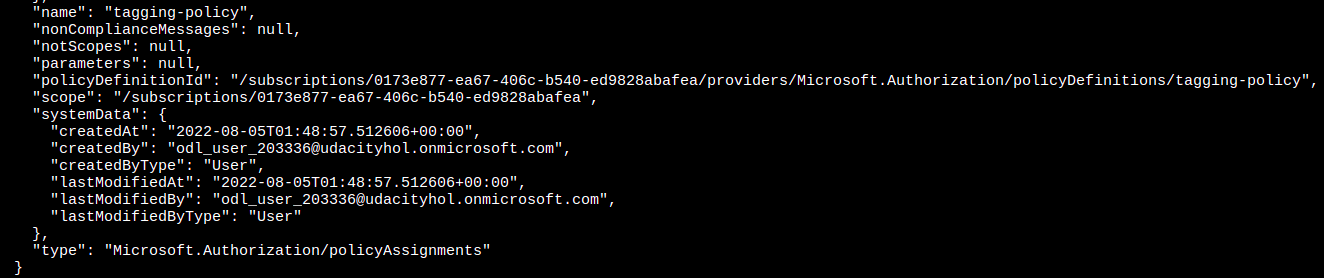 },
"name": "tagging-policy",
"nonComplianceMessages": null,
"notScopes": null,
"parameters": null,
"policyDefinitionId": "/subscriptions/0173e877-ea67-406c-b540-ed9828abafea/providers/Microsoft.Authorization/policyDefinitions/tagging-policy",
"scope": "/subscriptions/0173e877-ea67-406c-b540-ed9828abafea",
"systemData": {
"createdAt": "2022-08-05T01:48:57.512606+00:00",
"createdBy": "odl_user_203336@udacityhol.onmicrosoft.com",
"createdByType": "User",
"lastModifiedAt": "2022-08-05T01:48:57.512606+00:00",
"lastModifiedBy": "odl_user_203336@udacityhol.onmicrosoft.com",
"lastModifiedByType": "User"
},
"type": "Microsoft.Authorization/policyAssignments"
}